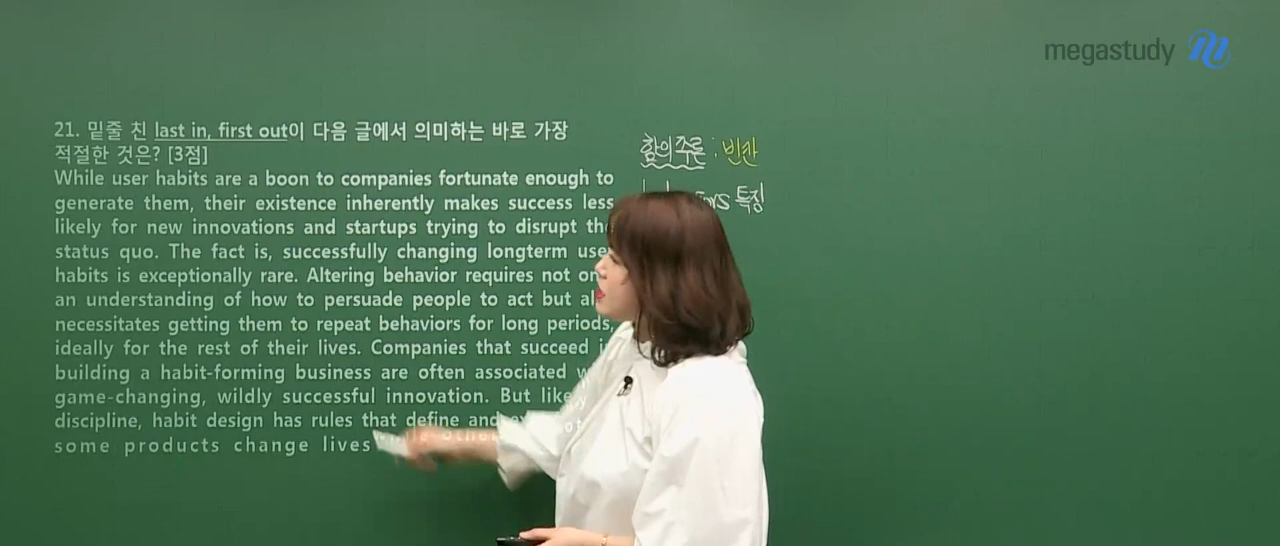 megastudy
21. 밑줄 친 last in, first out이 다음 글에서 의미하는 바로 가장
적절한 것은? [3점]
While user habits are a boon to companies fortunate enough to
generate them, their existence inherently makes success less
likely for new innovations and startups trying to disrupt the
status quo. The fact is, successfully changing longterm user
habits is exceptionally rare. Altering behavior requires not
an understanding of how to persuade people to act but
necessitates getting them to repeat behaviors for long periods,
ideally for the rest of their lives. Companies that succeed
building a habit-forming business are often associated
game-changing, wildly successful innovation. But like
discipline, habit design has rules that define and
some products change lives
함의추론 : 빈칸
특징